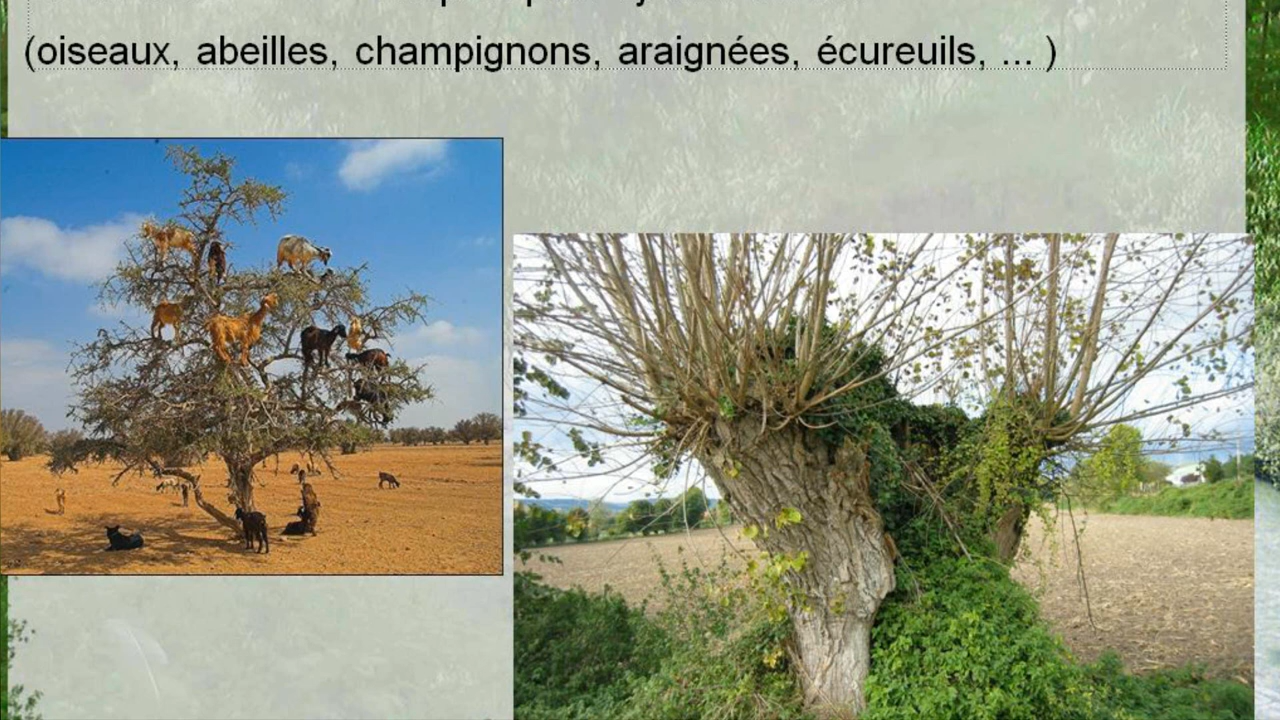 (oiseaux, abeilles, champignons, araignées, écureuils, ... )